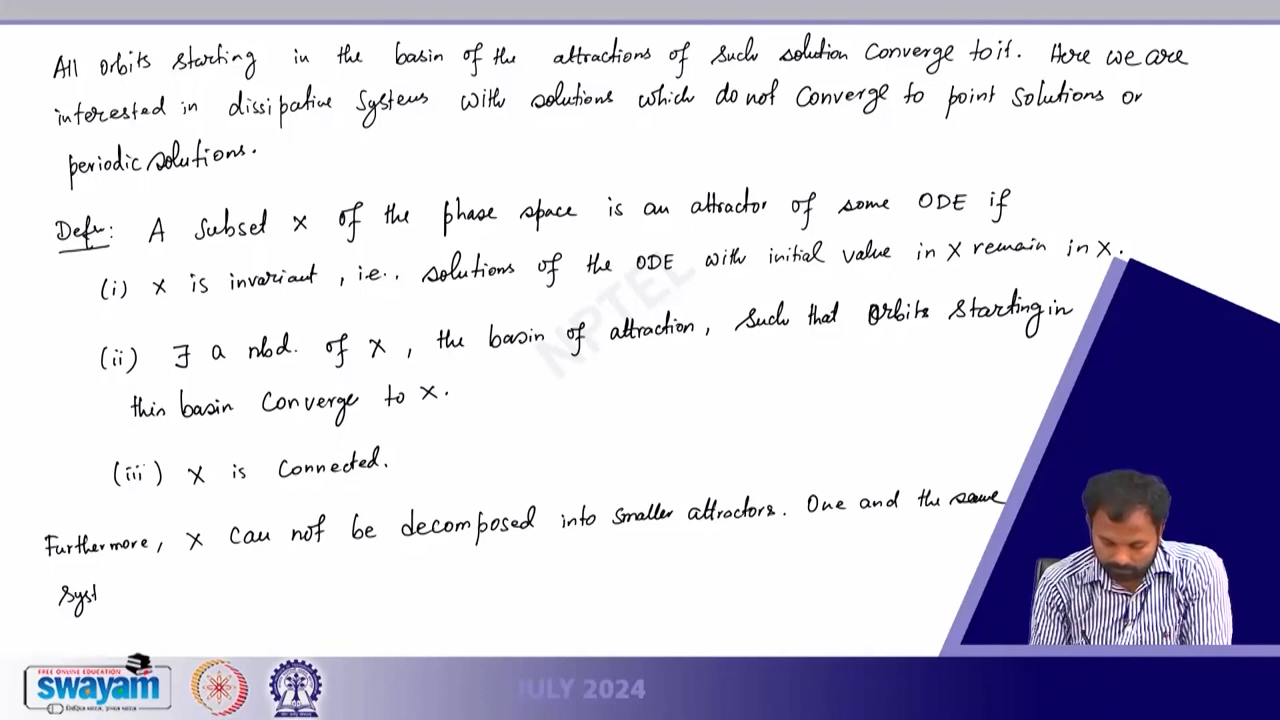 All orbits starting in the basin of the attractions of such solution converge to it. Here we are
interested in dissipative systems with solutions which do not converge to point solutions or
periodic solutions.
Defn: A subset X of the phase space is an attractor of some ODE if
(i) X is invariant, i.e., solutions of the ODE with initial value in X remain in X.
(ii) ∃ a nbd. of X, the basin of attraction, such that orbits starting in
this basin converge to X.
(iii) X is connected.
Furthermore, X can not be decomposed into smaller attractors. One and the same
Syst
NPTEL
FREE ONLINE EDUCATION
swayam
JULY 2024